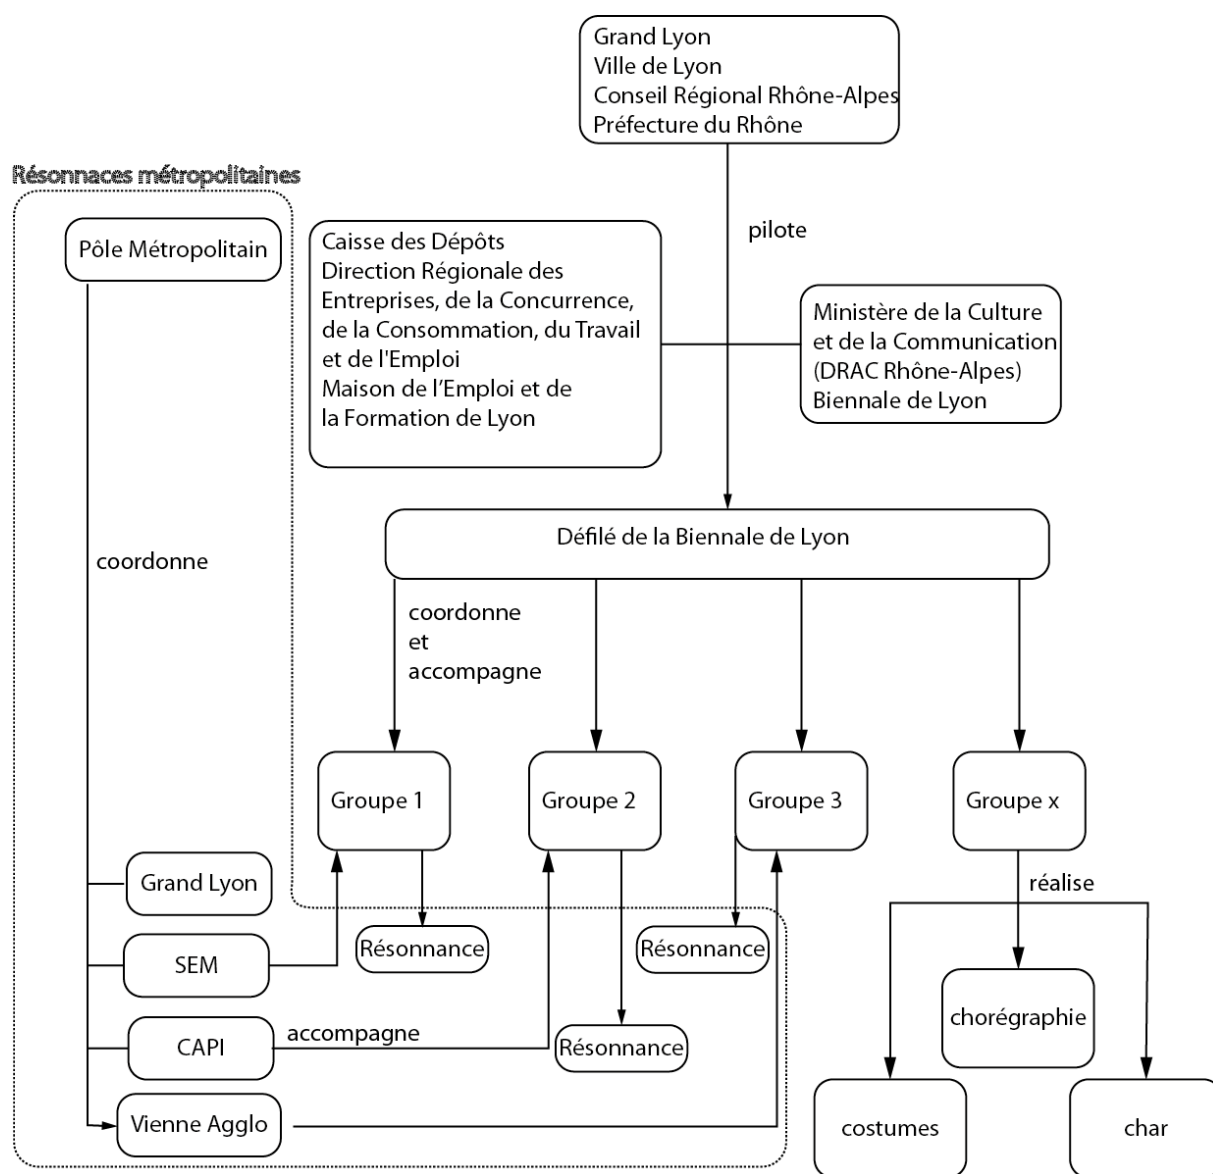 Grand Lyon
Ville de Lyon
Conseil Régional Rhône-Alpes
Préfecture du Rhône
Résonnaces métropolitaines
Pôle Métropolitain
pilote
Caisse des Dépôts
Direction Régionale des
Entreprises, de la Concurrence,
de la Consommation, du Travail
et de l'Emploi
Maison de l’Emploi et de
la Formation de Lyon
Ministère de la Culture
et de la Communication
(DRAC Rhône-Alpes)
Biennale de Lyon
Défilé de la Biennale de Lyon
coordonne
coordonne
et
accompagne
Groupe 1
Groupe 2
Groupe 3
Groupe x
réalise
Grand Lyon
SEM
CAPI
Vienne Agglo
accompagne
Résonnance
Résonnance
Résonnance
chorégraphie
costumes
char